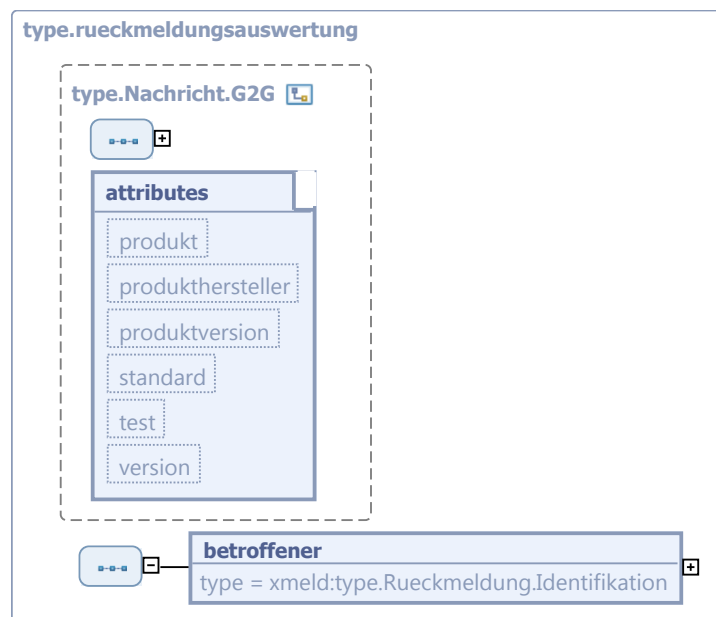 type.rueckmeldungsauswertung
type.Nachricht.G2G
attributes
produkt
produkthersteller
produktversion
standard
test
version
betroffener
type = xmeld:type.Rueckmeldung.Identifikation